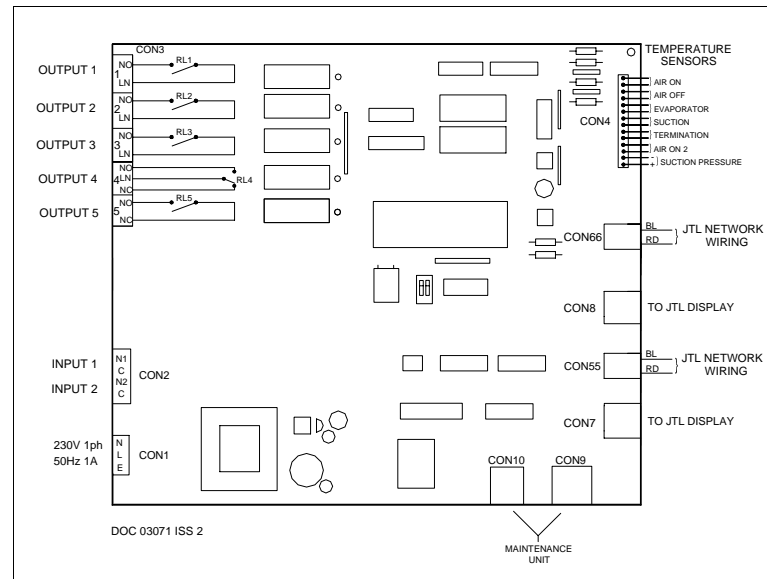 CON3
OUTPUT 1
1
NO
LN
RL1
OUTPUT 2
2
NO
LN
RL2
OUTPUT 3
3
NO
LN
RL3
OUTPUT 4
4
NO
LN
NC
RL4
OUTPUT 5
5
NO
NC
RL5
TEMPERATURE
SENSORS
CON4
AIR ON
AIR OFF
EVAPORATOR
SUCTION
TERMINATION
AIR ON 2
-
+ SUCTION PRESSURE
CON66
BL
RD
JTL NETWORK
WIRING
CON8
TO JTL DISPLAY
INPUT 1
INPUT 2
N1
C
N2
C
CON2
CON55
BL
RD
JTL NETWORK
WIRING
CON7
TO JTL DISPLAY
230V 1ph
50Hz 1A
N
L
E
CON1
CON10
CON9
DOC 03071 ISS 2
MAINTENANCE
UNIT